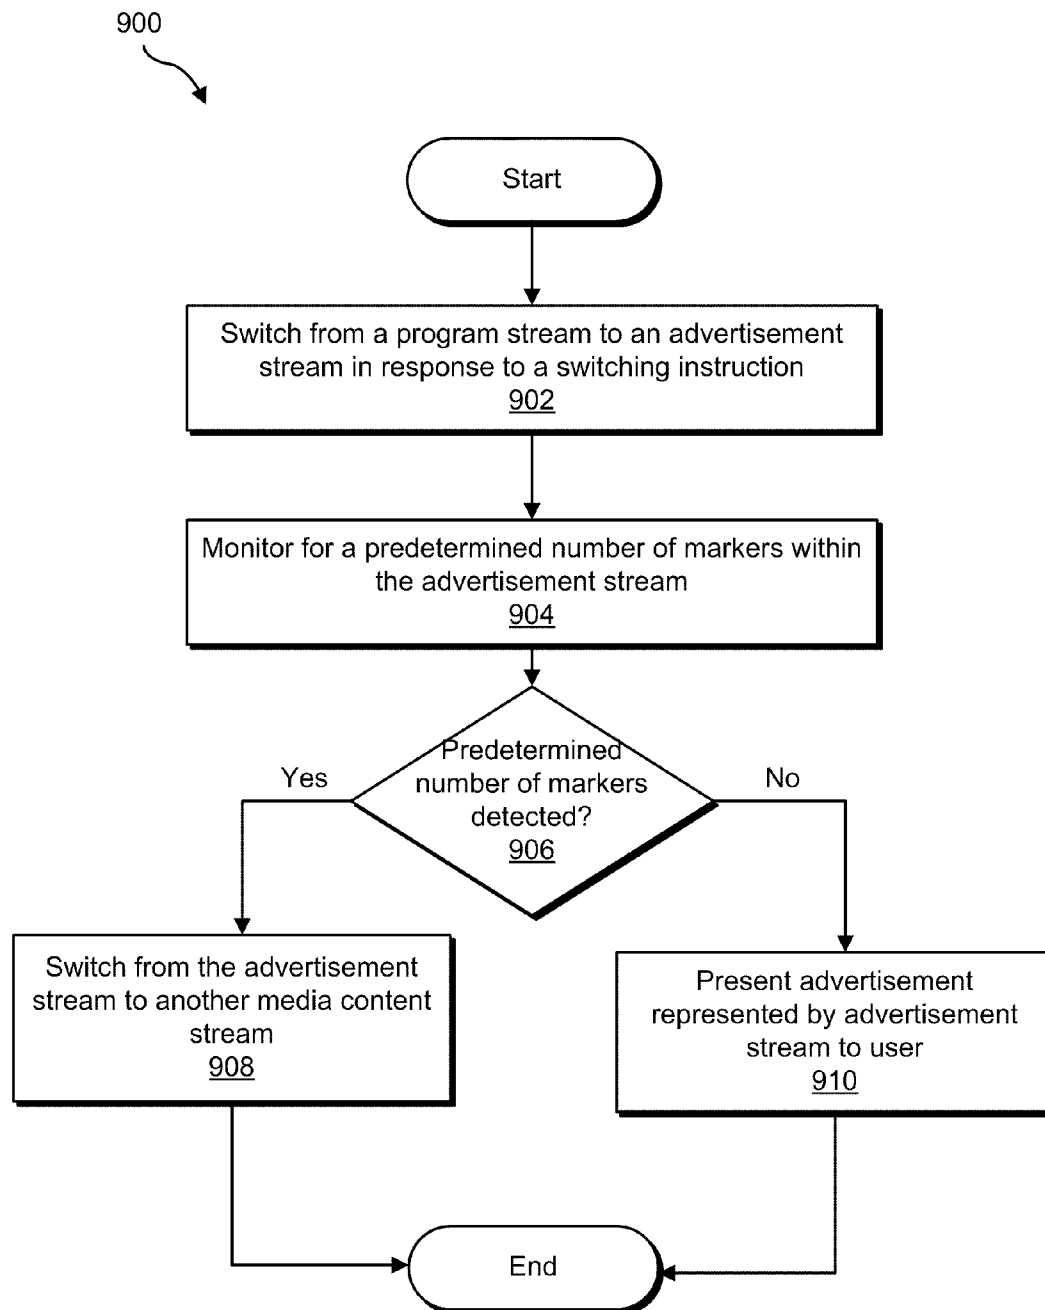 900
Start
Switch from a program stream to an advertisement
stream in response to a switching instruction
902
Monitor for a predetermined number of markers within
the advertisement stream
904
Predetermined
number of markers
detected?
906
Yes
No
Switch from the advertisement
stream to another media content
stream
908
Present advertisement
represented by advertisement
stream to user
910
End